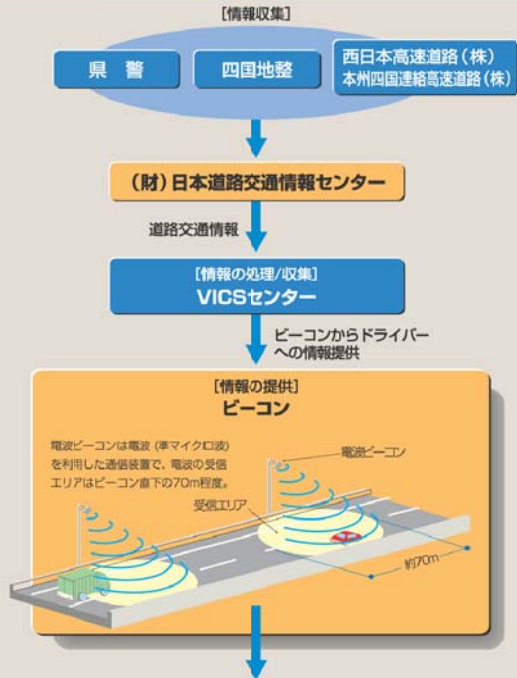 [情報収集]
県 警
四国地整
西日本高速道路(株)
本州四国連絡高速道路(株)
(財)日本道路交通情報センター
道路交通情報
[情報の処理/収集]
VICSセンター
ビーコンからドライバー
への情報提供
[情報の提供]
ビーコン
電波ビーコンは電波(準マイクロ波)
を利用した通信装置で、電波の受信
エリアはビーコン直下の70m程度。
電波ビーコン
受信エリア
約70m